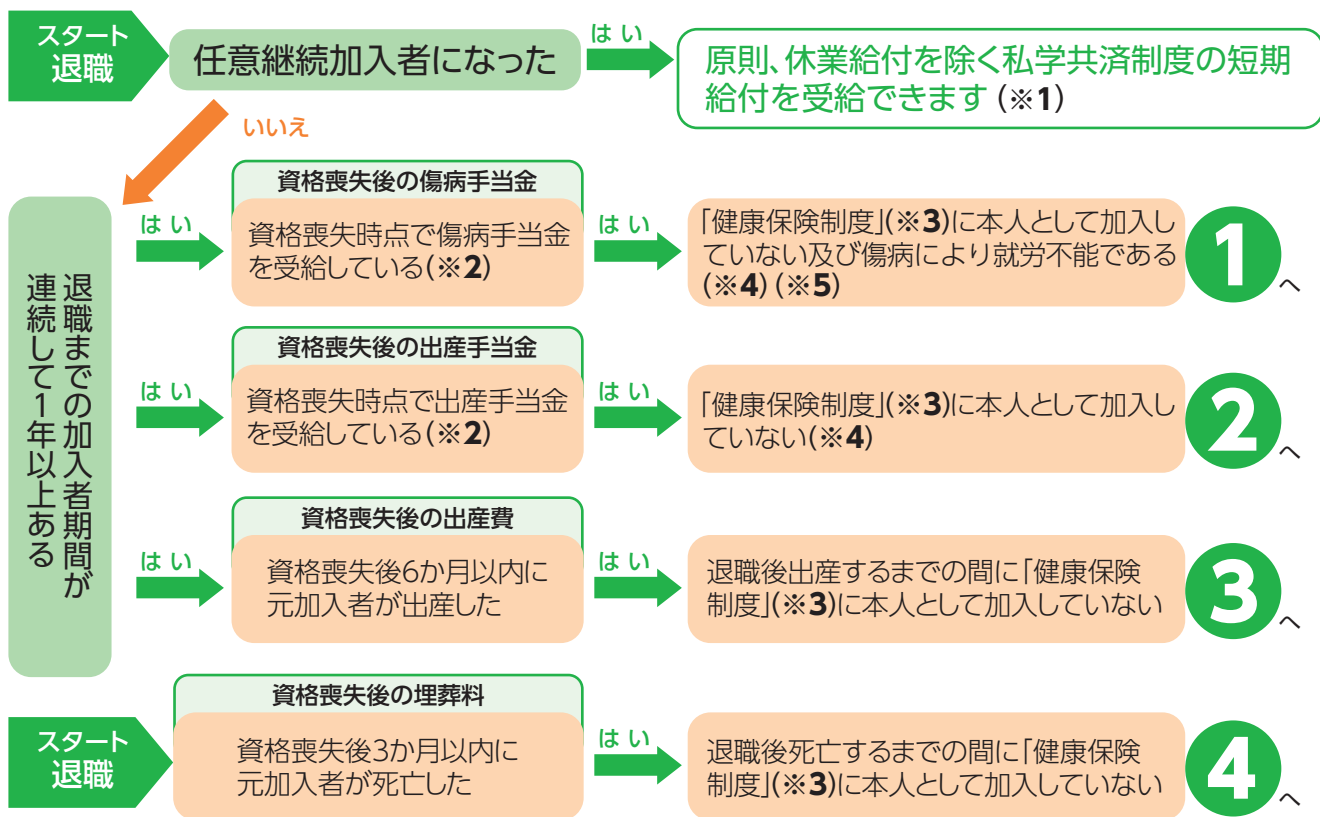 スタート
退職
任意継続加入者になった
はい
原則、休業給付を除く私学共済制度の短期
給付を受給できます(※1)
いいえ
退職までの加入者期間が
連続して1年以上ある
はい
資格喪失後の傷病手当金
資格喪失時点で傷病手当金
を受給している(※2)
はい
「健康保険制度」(※3)に本人として加入し
ていない及び傷病により就労不能である
(※4)(※5)
1へ
はい
資格喪失後の出産手当金
資格喪失時点で出産手当金
を受給している(※2)
はい
「健康保険制度」(※3)に本人として加入し
ていない(※4)
2へ
はい
資格喪失後の出産費
資格喪失後6か月以内に
元加入者が出産した
はい
退職後出産するまでの間に「健康保険
制度」(※3)に本人として加入していない
3へ
スタート
退職
資格喪失後の埋葬料
資格喪失後3か月以内に
元加入者が死亡した
はい
退職後死亡するまでの間に「健康保険
制度」(※3)に本人として加入していない
4へ